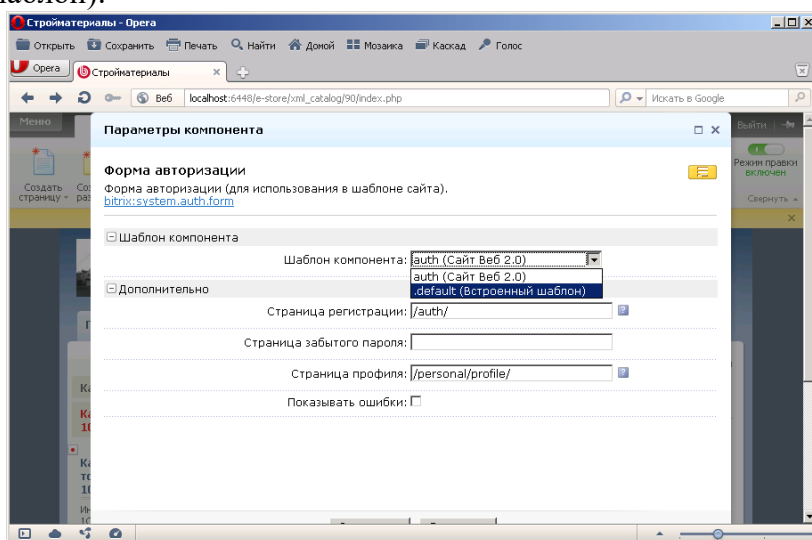 аблон).
Стройматериалы - Opera
Открыть Сохранить Печать Найти Домой Мозаика Каскад Голос
Opera Стройматериалы
Веб localhost:6448/e-store/xml_catalog/90/index.php Искать в Google
Меню Параметры компонента Выйти
Форма авторизации
Форма авторизации (для использования в шаблоне сайта).
bitrix:system.auth.form
Создать страницу
Режим правки включен
Свернуть
Шаблон компонента
Шаблон компонента: auth (Сайт Веб 2.0)
auth (Сайт Веб 2.0)
.default (Встроенный шаблон)
Дополнительно
Страница регистрации: /auth/
Страница забытого пароля:
Страница профиля: /personal/profile/
Показывать ошибки: